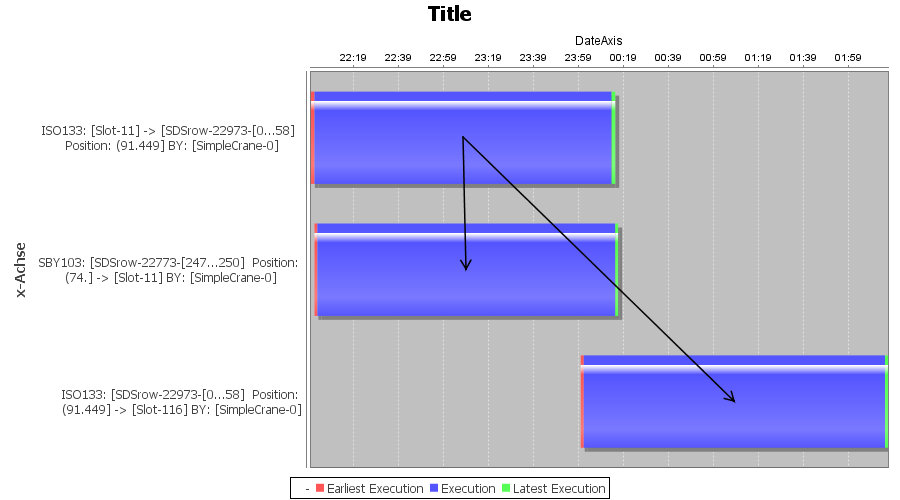 Title
DateAxis
22:19 22:39 22:59 23:19 23:39 23:59 00:19 00:39 00:59 01:19 01:39 01:59
x-Achse
ISO133: [Slot-11] -> [SDSrow-22973-[0...58]
Position: (91.449] BY: [SimpleCrane-0]
SBY103: [SDSrow-22773-[247...250] Position:
(74.] -> [Slot-11] BY: [SimpleCrane-0]
ISO133: [SDSrow-22973-[0...58] Position:
(91.449] -> [Slot-116] BY: [SimpleCrane-0]
- Earliest Execution Execution Latest Execution